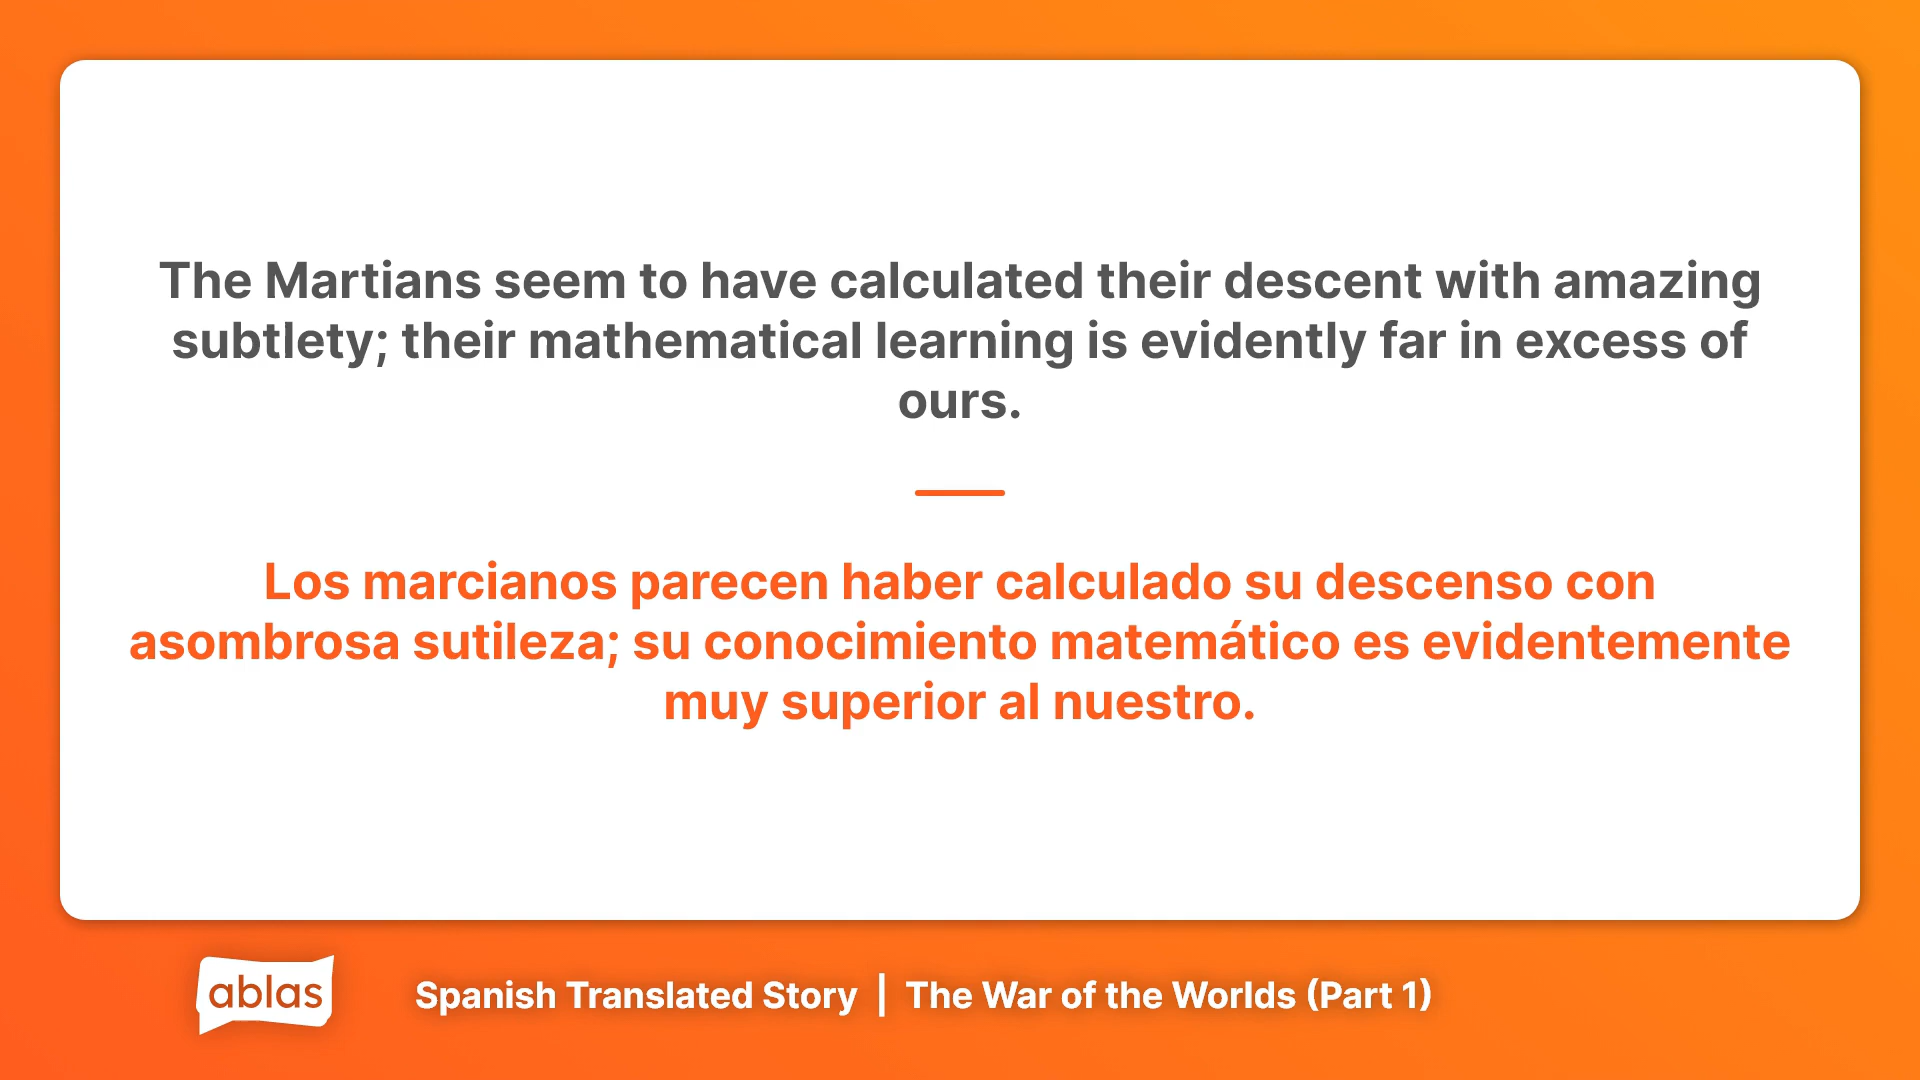 The Martians seem to have calculated their descent with amazing
subtlety; their mathematical learning is evidently far in excess of
ours.
Los marcianos parecen haber calculado su descenso con
asombrosa sutileza; su conocimiento matemático es evidentemente
muy superior al nuestro.
ablas
Spanish Translated Story | The War of the Worlds (Part 1)